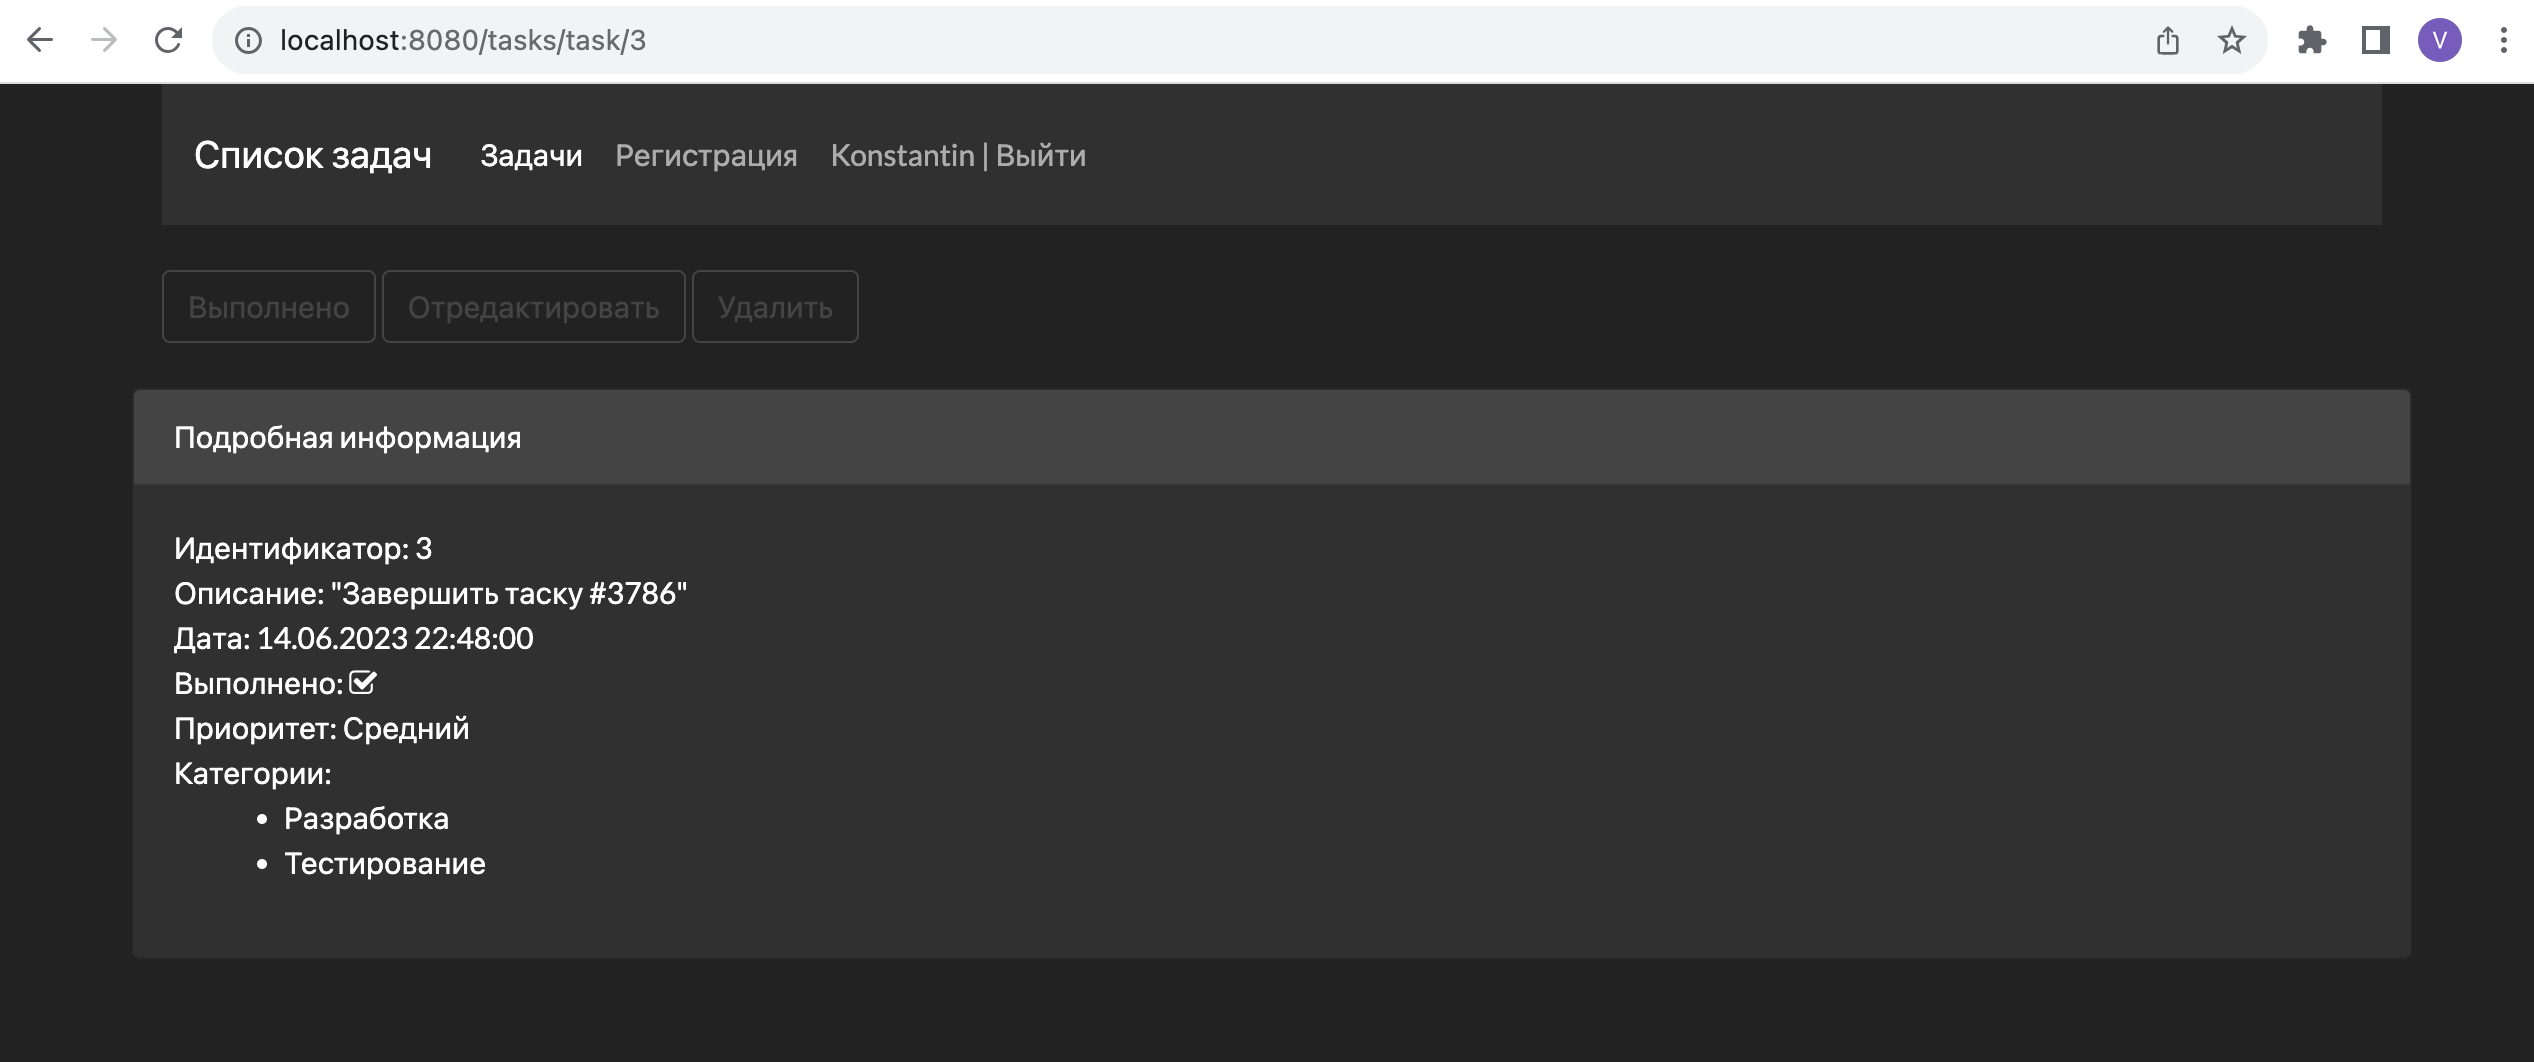 localhost:8080/tasks/task/3
V
Список задач Задачи Регистрация Konstantin | Выйти
Выполнено Отредактировать Удалить
Подробная информация
Идентификатор: 3
Описание: "Завершить таску #3786"
Дата: 14.06.2023 22:48:00
Выполнено:
Приоритет: Средний
Категории:
• Разработка
• Тестирование